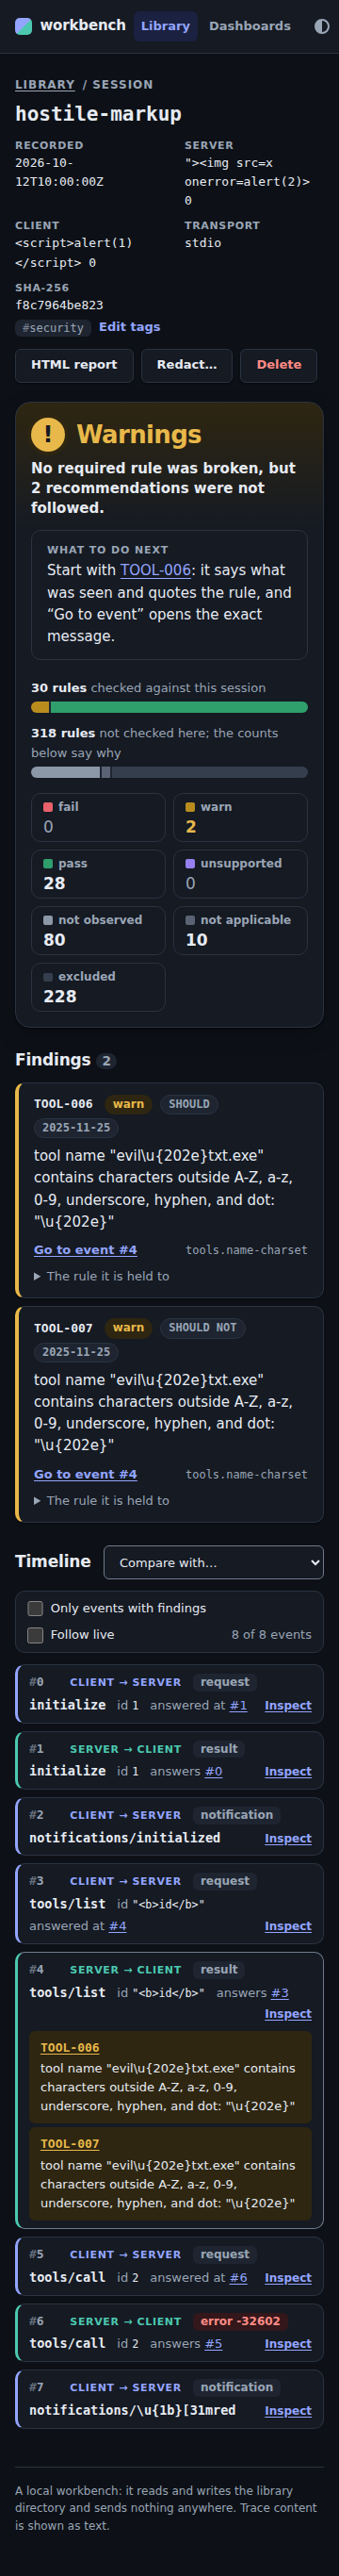 workbench Library Dashboards
LIBRARY / SESSION
hostile-markup
RECORDED
2026-10-
12T10:00:00Z
SERVER
"><img src=x
onerror=alert(2)>
0
CLIENT
<script>alert(1)
</script> 0
TRANSPORT
stdio
SHA-256
f8c7964be823
#security Edit tags
HTML report Redact… Delete
! Warnings
No required rule was broken, but
2 recommendations were not
followed.
WHAT TO DO NEXT
Start with TOOL-006: it says what
was seen and quotes the rule, and
“Go to event” opens the exact
message.
30 rules checked against this session
318 rules not checked here; the counts
below say why
fail
0
warn
2
pass
28
unsupported
0
not observed
80
not applicable
10
excluded
228
Findings 2
TOOL-006 warn SHOULD
2025-11-25
tool name "evil\u{202e}txt.exe"
contains characters outside A-Z, a-z,
0-9, underscore, hyphen, and dot:
"\u{202e}"
Go to event #4 tools.name-charset
The rule it is held to
TOOL-007 warn SHOULD NOT
2025-11-25
tool name "evil\u{202e}txt.exe"
contains characters outside A-Z, a-z,
0-9, underscore, hyphen, and dot:
"\u{202e}"
Go to event #4 tools.name-charset
The rule it is held to
Timeline Compare with…
Only events with findings
Follow live 8 of 8 events
#0 CLIENT → SERVER request
initialize id 1 answered at #1 Inspect
#1 SERVER → CLIENT result
initialize id 1 answers #0 Inspect
#2 CLIENT → SERVER notification
notifications/initialized Inspect
#3 CLIENT → SERVER request
tools/list id "<b>id</b>"
answered at #4 Inspect
#4 SERVER → CLIENT result
tools/list id "<b>id</b>" answers #3
Inspect
TOOL-006
tool name "evil\u{202e}txt.exe" contains
characters outside A-Z, a-z, 0-9,
underscore, hyphen, and dot: "\u{202e}"
TOOL-007
tool name "evil\u{202e}txt.exe" contains
characters outside A-Z, a-z, 0-9,
underscore, hyphen, and dot: "\u{202e}"
#5 CLIENT → SERVER request
tools/call id 2 answered at #6 Inspect
#6 SERVER → CLIENT error -32602
tools/call id 2 answers #5 Inspect
#7 CLIENT → SERVER notification
notifications/\u{1b}[31mred Inspect
A local workbench: it reads and writes the library
directory and sends nothing anywhere. Trace content
is shown as text.